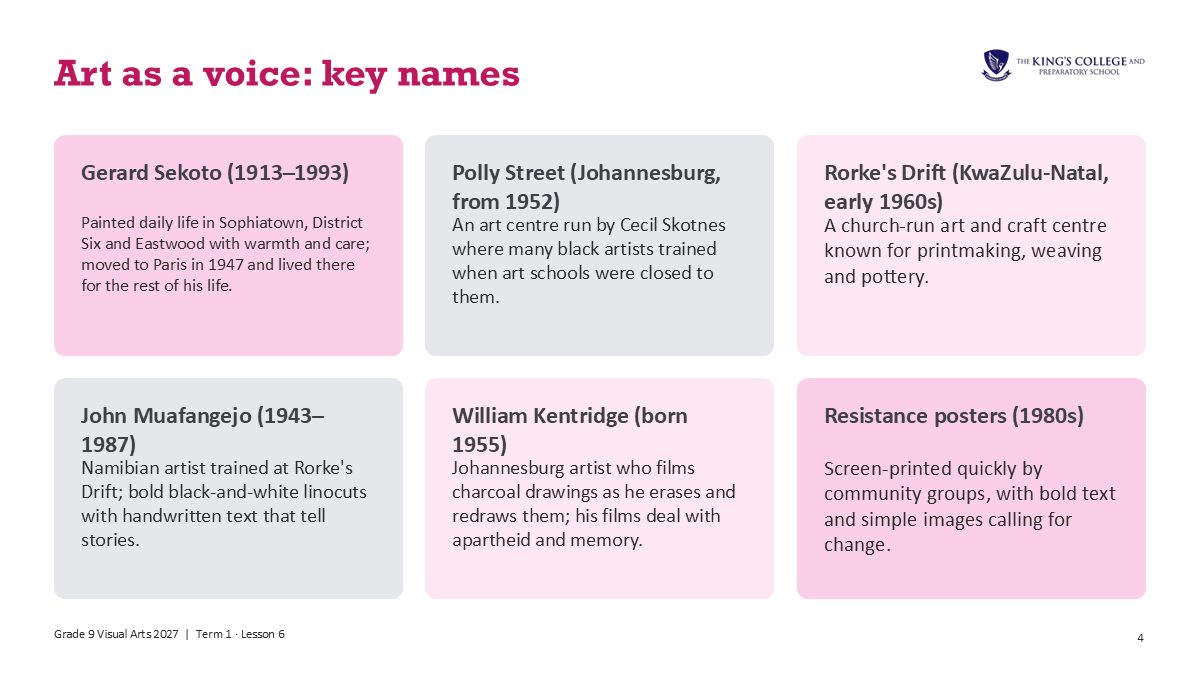 Art as a voice: key names
THE KING'S COLLEGE AND
PREPARATORY SCHOOL
Gerard Sekoto (1913–1993)
Painted daily life in Sophiatown, District
Six and Eastwood with warmth and care;
moved to Paris in 1947 and lived there
for the rest of his life.
Polly Street (Johannesburg,
from 1952)
An art centre run by Cecil Skotnes
where many black artists trained
when art schools were closed to
them.
Rorke's Drift (KwaZulu-Natal,
early 1960s)
A church-run art and craft centre
known for printmaking, weaving
and pottery.
John Muafangejo (1943–
1987)
Namibian artist trained at Rorke's
Drift; bold black-and-white linocuts
with handwritten text that tell
stories.
William Kentridge (born
1955)
Johannesburg artist who films
charcoal drawings as he erases and
redraws them; his films deal with
apartheid and memory.
Resistance posters (1980s)
Screen-printed quickly by
community groups, with bold text
and simple images calling for
change.
Grade 9 Visual Arts 2027 | Term 1 · Lesson 6
4